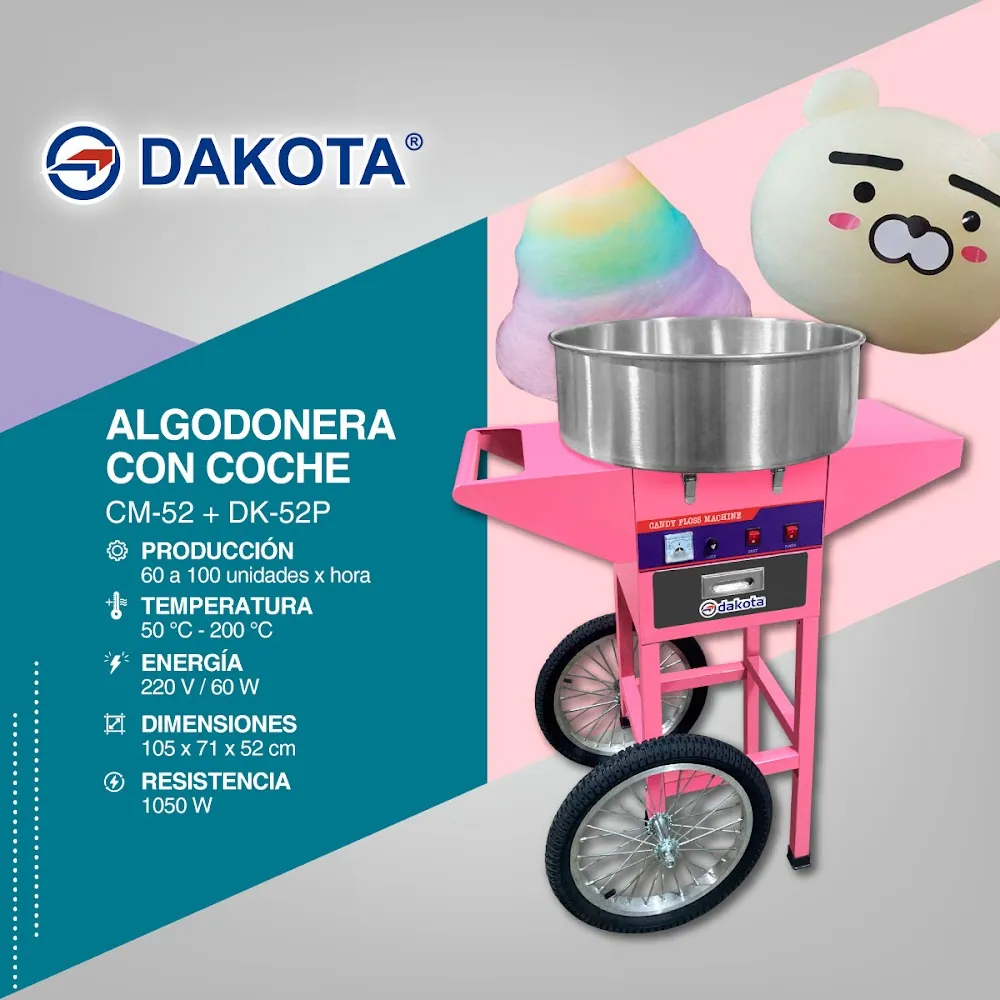 DAKOTA®
ALGODONERA
CON COCHE
CM-52 + DK-52P
PRODUCCIÓN
60 a 100 unidades x hora
TEMPERATURA
50 °C - 200 °C
ENERGÍA
220 V / 60 W
DIMENSIONES
105 x 71 x 52 cm
RESISTENCIA
1050 W
CANDY FLOSS MACHINE
dakota